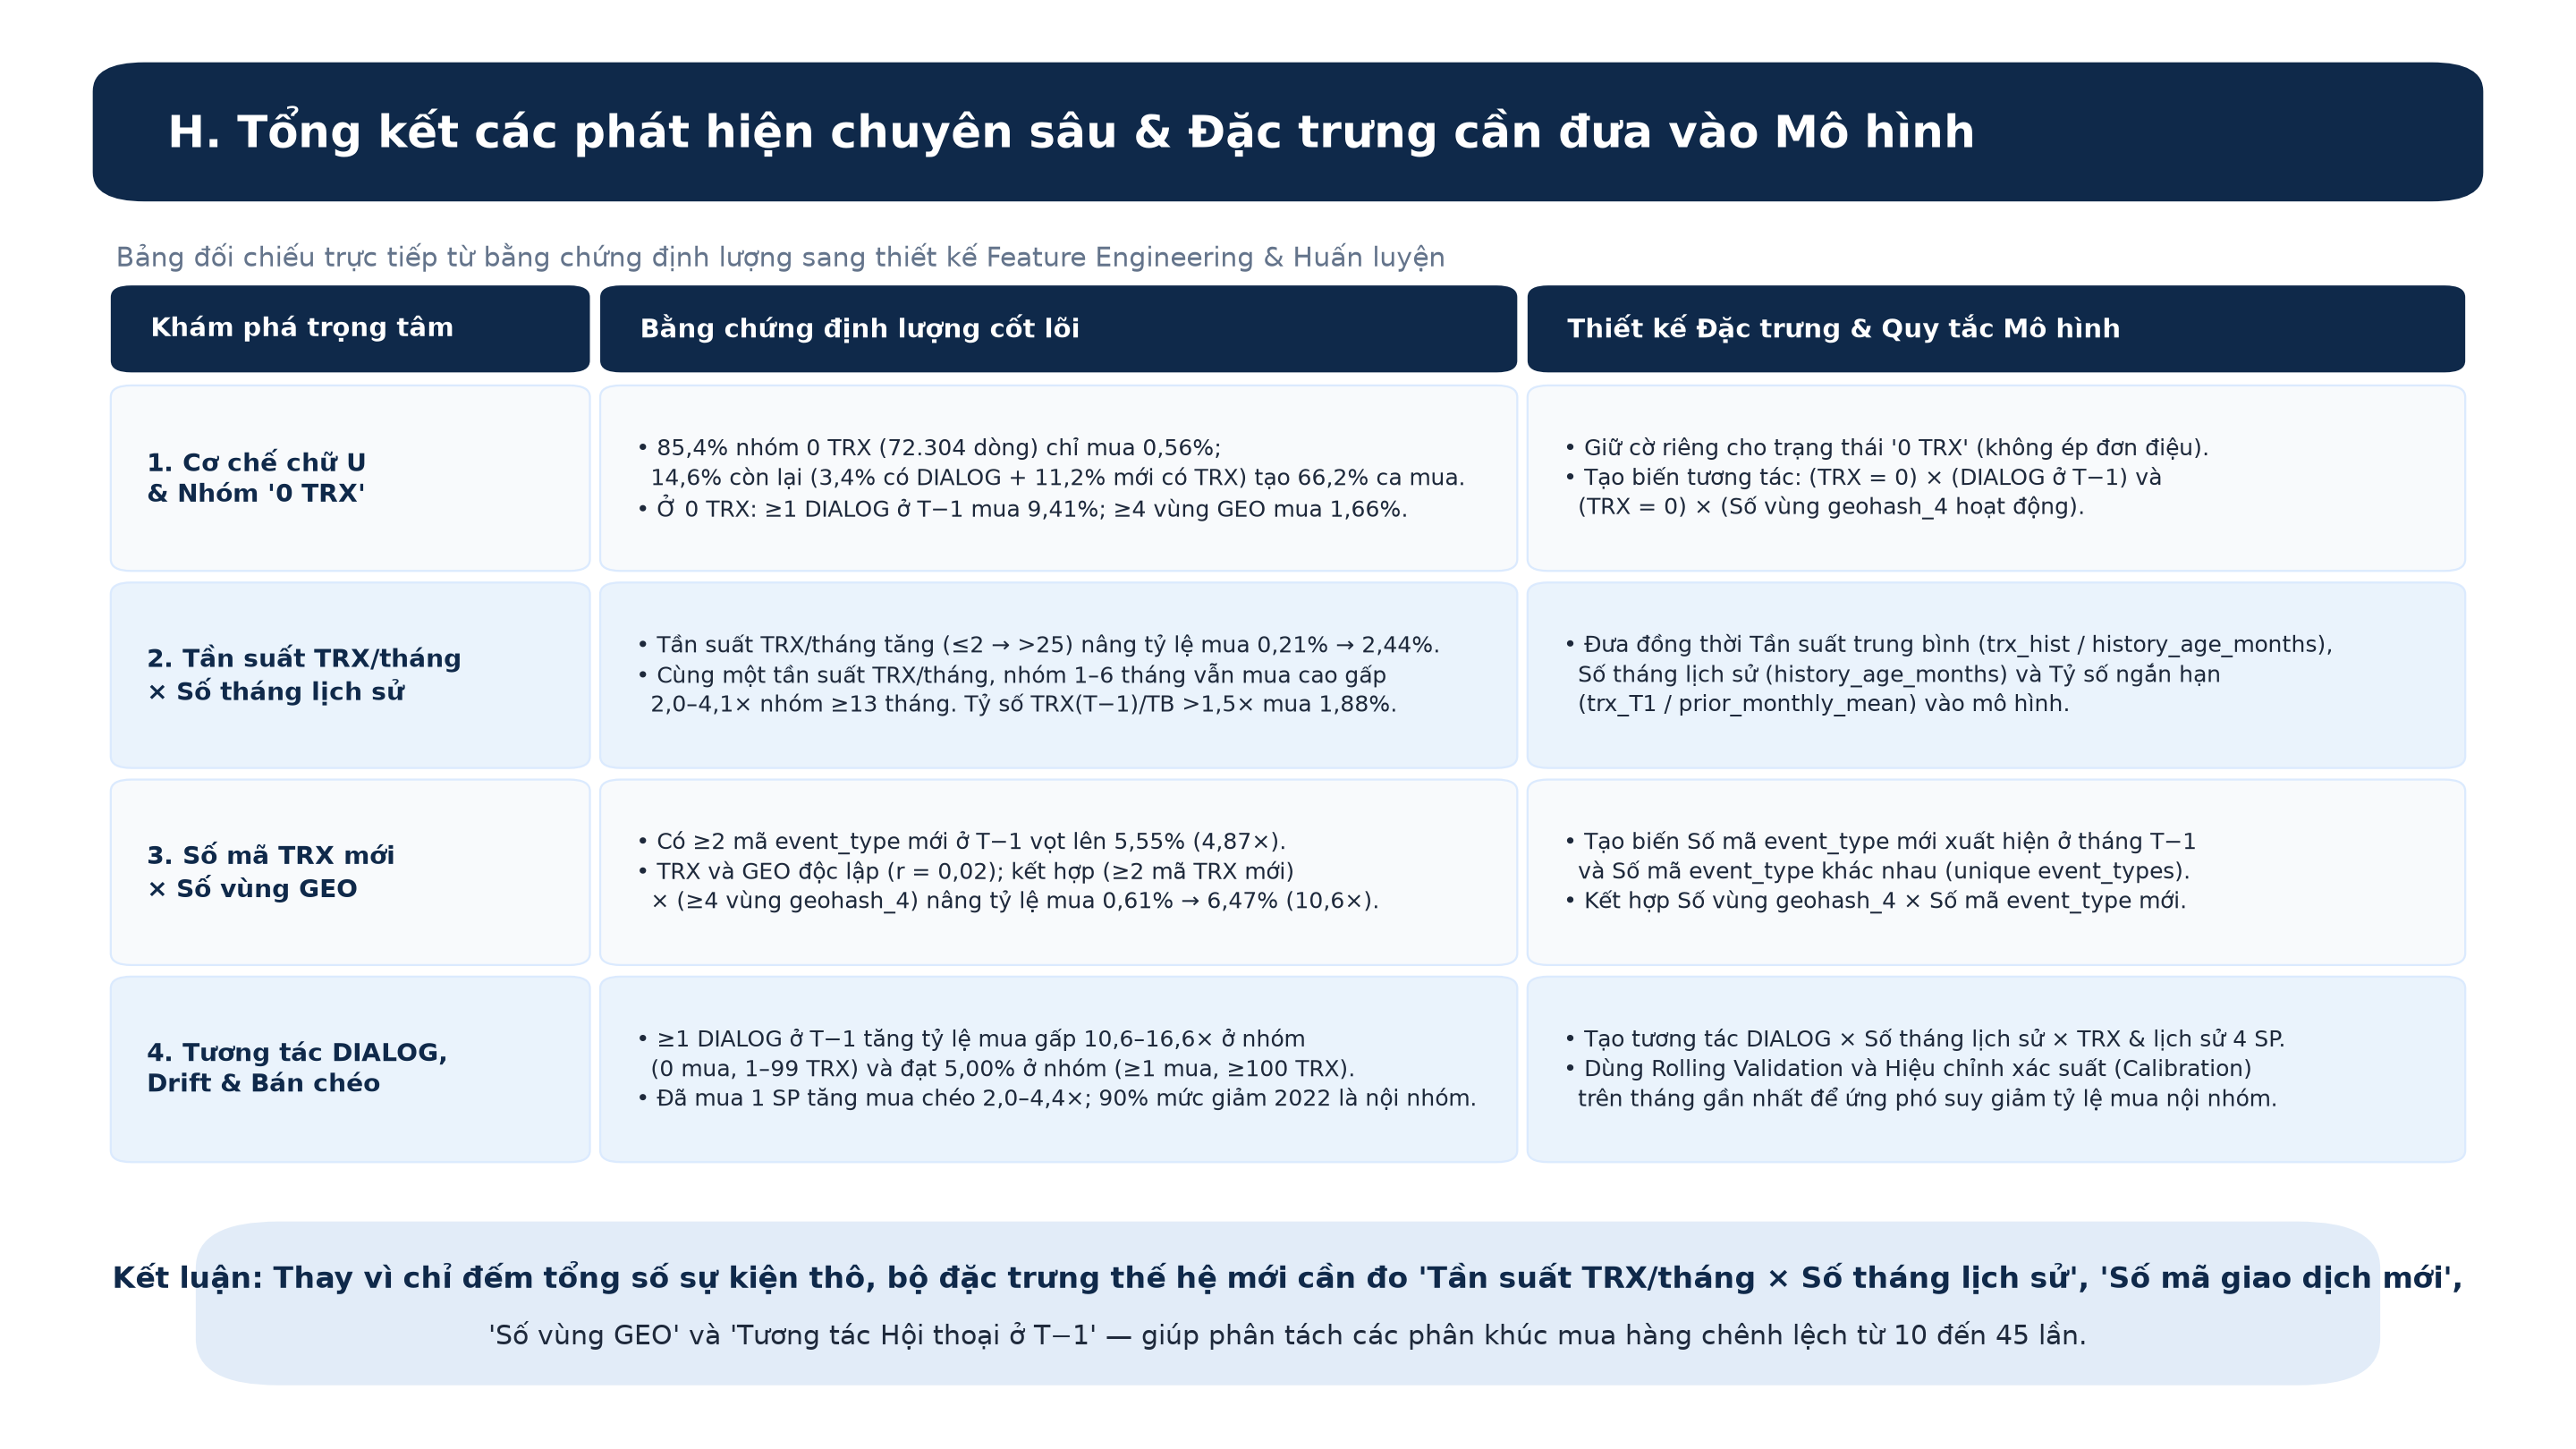 H. Tổng kết các phát hiện chuyên sâu & Đặc trưng cần đưa vào Mô hình
Bảng đối chiếu trực tiếp từ bằng chứng định lượng sang thiết kế Feature Engineering & Huấn luyện
Khám phá trọng tâm
Bằng chứng định lượng cốt lõi
Thiết kế Đặc trưng & Quy tắc Mô hình
1. Cơ chế chữ U
& Nhóm '0 TRX'
• 85,4% nhóm 0 TRX (72.304 dòng) chỉ mua 0,56%;
14,6% còn lại (3,4% có DIALOG + 11,2% mới có TRX) tạo 66,2% ca mua.
• Ở 0 TRX: ≥1 DIALOG ở T−1 mua 9,41%; ≥4 vùng GEO mua 1,66%.
• Giữ cờ riêng cho trạng thái '0 TRX' (không ép đơn điệu).
• Tạo biến tương tác: (TRX = 0) × (DIALOG ở T−1) và
(TRX = 0) × (Số vùng geohash_4 hoạt động).
2. Tần suất TRX/tháng
× Số tháng lịch sử
• Tần suất TRX/tháng tăng (≤2 → >25) nâng tỷ lệ mua 0,21% → 2,44%.
• Cùng một tần suất TRX/tháng, nhóm 1–6 tháng vẫn mua cao gấp
2,0–4,1× nhóm ≥13 tháng. Tỷ số TRX(T−1)/TB >1,5× mua 1,88%.
• Đưa đồng thời Tần suất trung bình (trx_hist / history_age_months),
Số tháng lịch sử (history_age_months) và Tỷ số ngắn hạn
(trx_T1 / prior_monthly_mean) vào mô hình.
3. Số mã TRX mới
× Số vùng GEO
• Có ≥2 mã event_type mới ở T−1 vọt lên 5,55% (4,87×).
• TRX và GEO độc lập (r = 0,02); kết hợp (≥2 mã TRX mới)
× (≥4 vùng geohash_4) nâng tỷ lệ mua 0,61% → 6,47% (10,6×).
• Tạo biến Số mã event_type mới xuất hiện ở tháng T−1
và Số mã event_type khác nhau (unique event_types).
• Kết hợp Số vùng geohash_4 × Số mã event_type mới.
4. Tương tác DIALOG,
Drift & Bán chéo
• ≥1 DIALOG ở T−1 tăng tỷ lệ mua gấp 10,6–16,6× ở nhóm
(0 mua, 1–99 TRX) và đạt 5,00% ở nhóm (≥1 mua, ≥100 TRX).
• Đã mua 1 SP tăng mua chéo 2,0–4,4×; 90% mức giảm 2022 là nội nhóm.
• Tạo tương tác DIALOG × Số tháng lịch sử × TRX & lịch sử 4 SP.
• Dùng Rolling Validation và Hiệu chỉnh xác suất (Calibration)
trên tháng gần nhất để ứng phó suy giảm tỷ lệ mua nội nhóm.
Kết luận: Thay vì chỉ đếm tổng số sự kiện thô, bộ đặc trưng thế hệ mới cần đo 'Tần suất TRX/tháng × Số tháng lịch sử', 'Số mã giao dịch mới',
'Số vùng GEO' và 'Tương tác Hội thoại ở T−1' — giúp phân tách các phân khúc mua hàng chênh lệch từ 10 đến 45 lần.